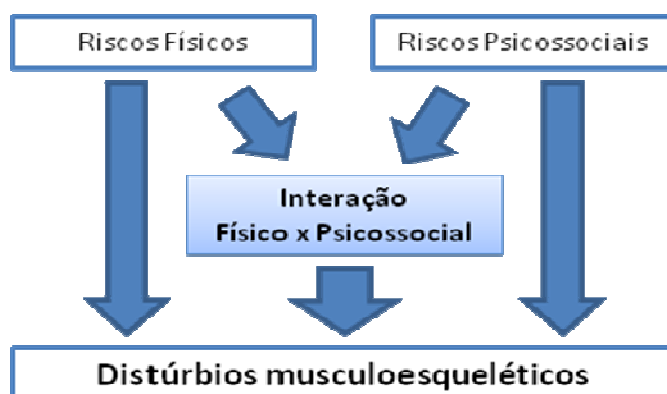 Riscos Físicos
Riscos Psicossociais
Interação
Físico x Psicossocial
Distúrbios musculoesqueléticos